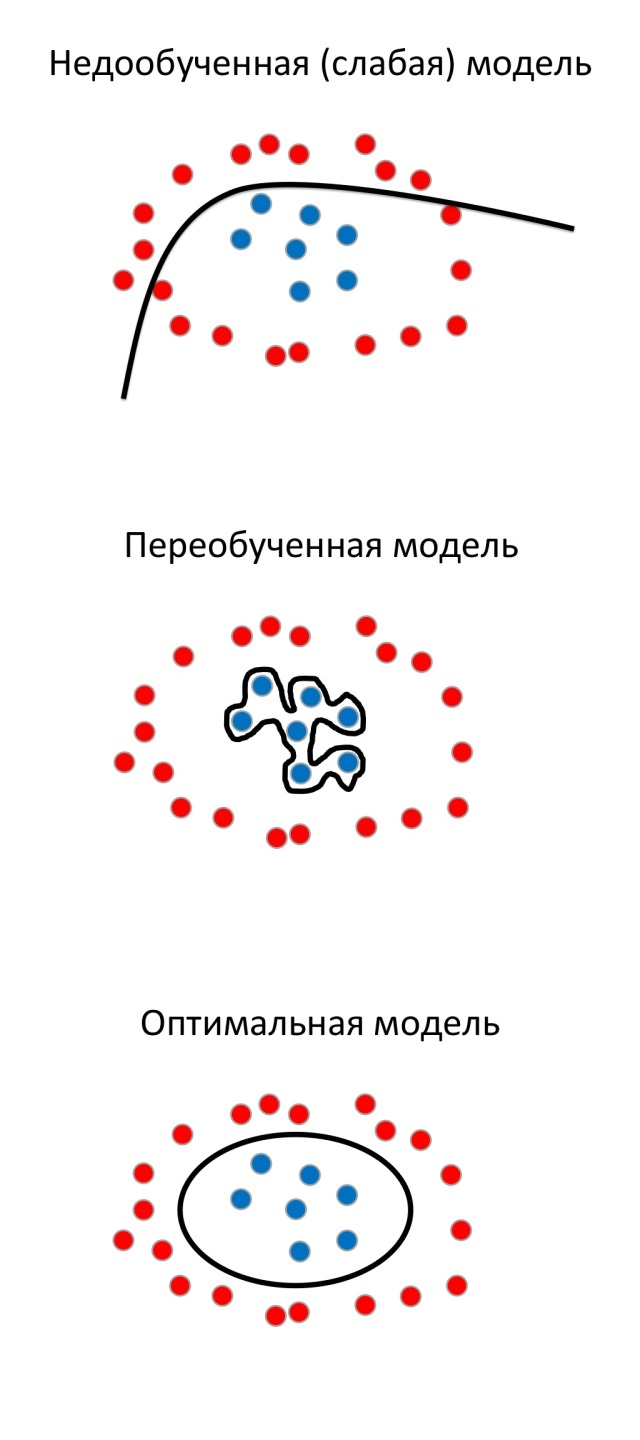 Недообученная (слабая) модель
Переобученная модель
Оптимальная модель